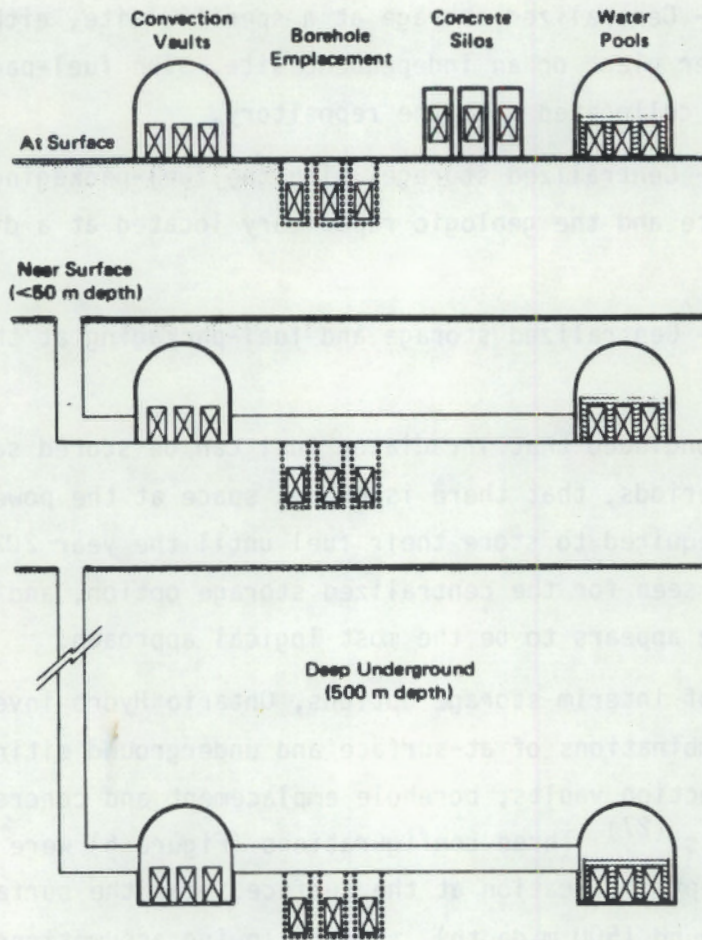 Convection
Vaults
Borehole
Emplacement
Concrete
Silos
Water
Pools
At Surface
Near Surface
(<50 m depth)
Deep Underground
(500 m depth)